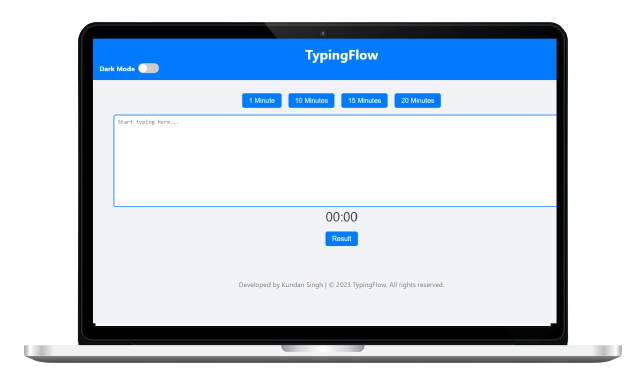 TypingFlow
Dark Mode
1 Minute 10 Minutes 15 Minutes 20 Minutes
Start typing here...
00:00
Result
Developed by Kundan Singh | © 2023 TypingFlow. All rights reserved.